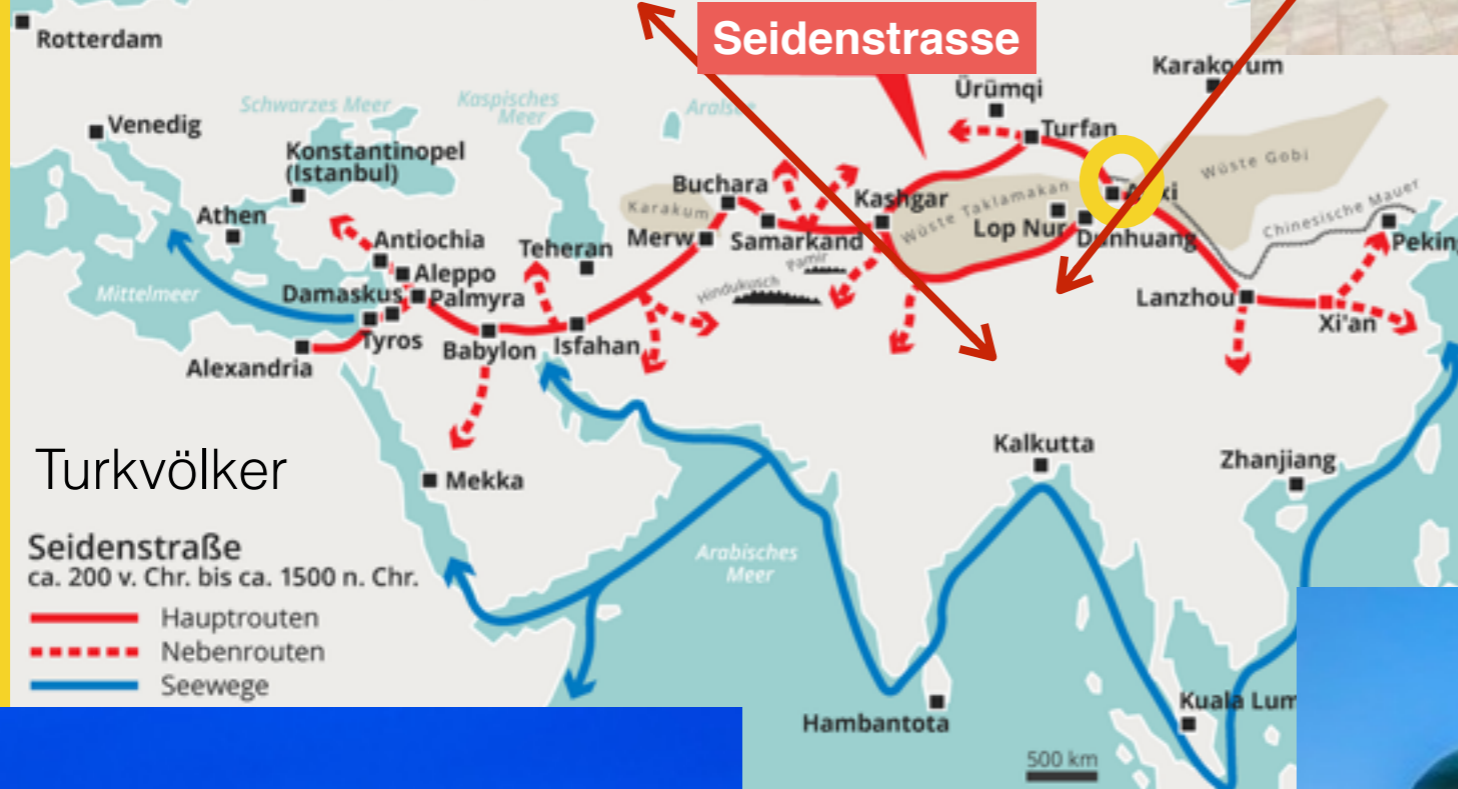 Rotterdam
Seidenstrasse
Karakorum
Ürümqi
Schwarzes Meer
Kaspisches
Meer
Aralsee
Venedig
Turfan
Konstantinopel
(Istanbul)
Wüste Gobi
Buchara
Kashgar
Wüste Taklamakan
Chinesische Mauer
Athen
Karakum
Antiochia
Teheran
Merw
Samarkand
Lop Nur
Dunhuang
Peking
Pamir
Hindukusch
Aleppo
Mittelmeer
Damaskus
Palmyra
Lanzhou
Xi'an
Tyros
Babylon
Isfahan
Alexandria
Turkvölker
Mekka
Kalkutta
Zhanjiang
Seidenstraße
ca. 200 v. Chr. bis ca. 1500 n. Chr.
Arabisches
Meer
Hauptrouten
Nebenrouten
Seewege
Kuala Lum
Hambantota
500 km